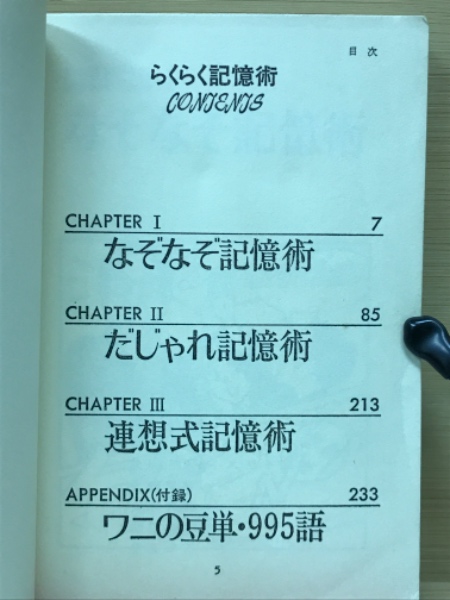 目次
らくらく記憶術
CONTENTS
CHAPTER I 7
なぞなぞ記憶術
CHAPTER II 85
だじゃれ記憶術
CHAPTER III 213
連想式記憶術
APPENDIX(付録) 233
ワニの豆単・995語
5